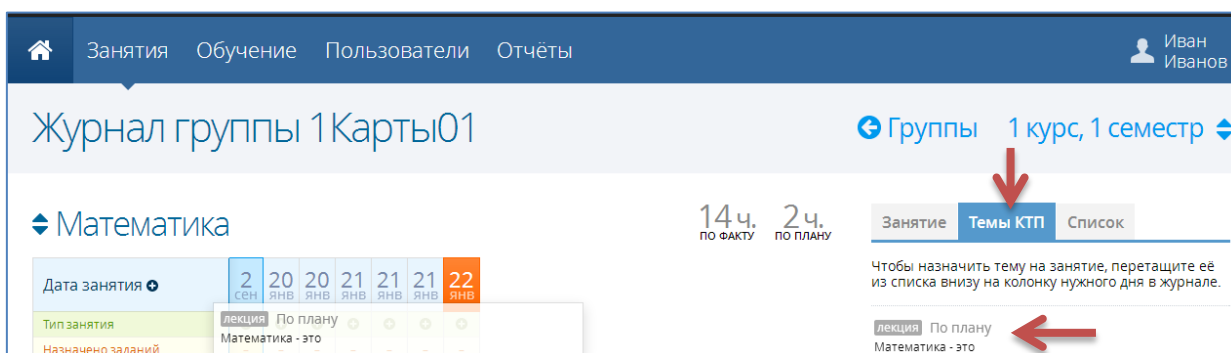 Занятия Обучение Пользователи Отчёты
Иван
Иванов
Журнал группы 1Карты01
Группы 1 курс, 1 семестр
Математика
14 ч. 2 ч.
ПО ФАКТУ ПО ПЛАНУ
Дата занятия 2 20 20 21 21 21 22
сен янв янв янв янв янв янв
Тип занятия
лекция По плану
Математика - это
Назначено заданий
Занятие Темы КТП Список
Чтобы назначить тему на занятие, перетащите её
из списка внизу на колонку нужного дня в журнале.
лекция По плану
Математика - это